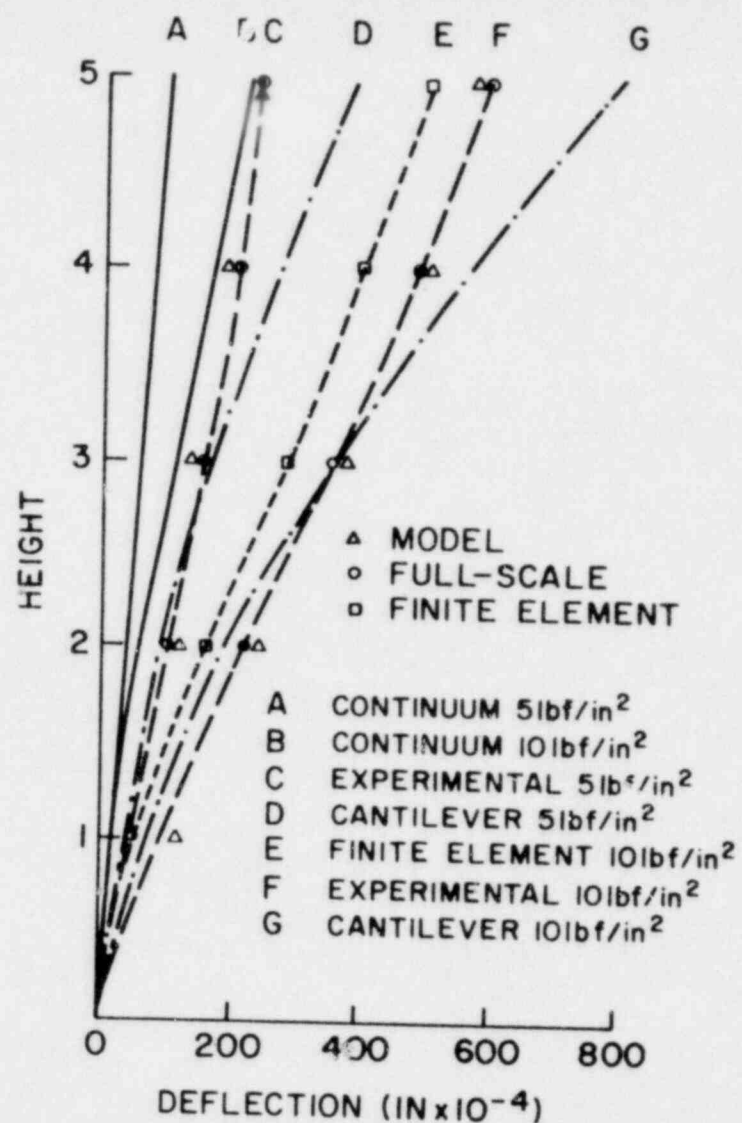 A C D E F G
5
4
3
2
1
HEIGHT
△ MODEL
○ FULL-SCALE
□ FINITE ELEMENT
A CONTINUUM 5lbf/in²
B CONTINUUM 10lbf/in²
C EXPERIMENTAL 5lbf/in²
D CANTILEVER 5lbf/in²
E FINITE ELEMENT 10lbf/in²
F EXPERIMENTAL 10lbf/in²
G CANTILEVER 10lbf/in²
0 200 400 600 800
DEFLECTION (IN x 10⁻⁴)